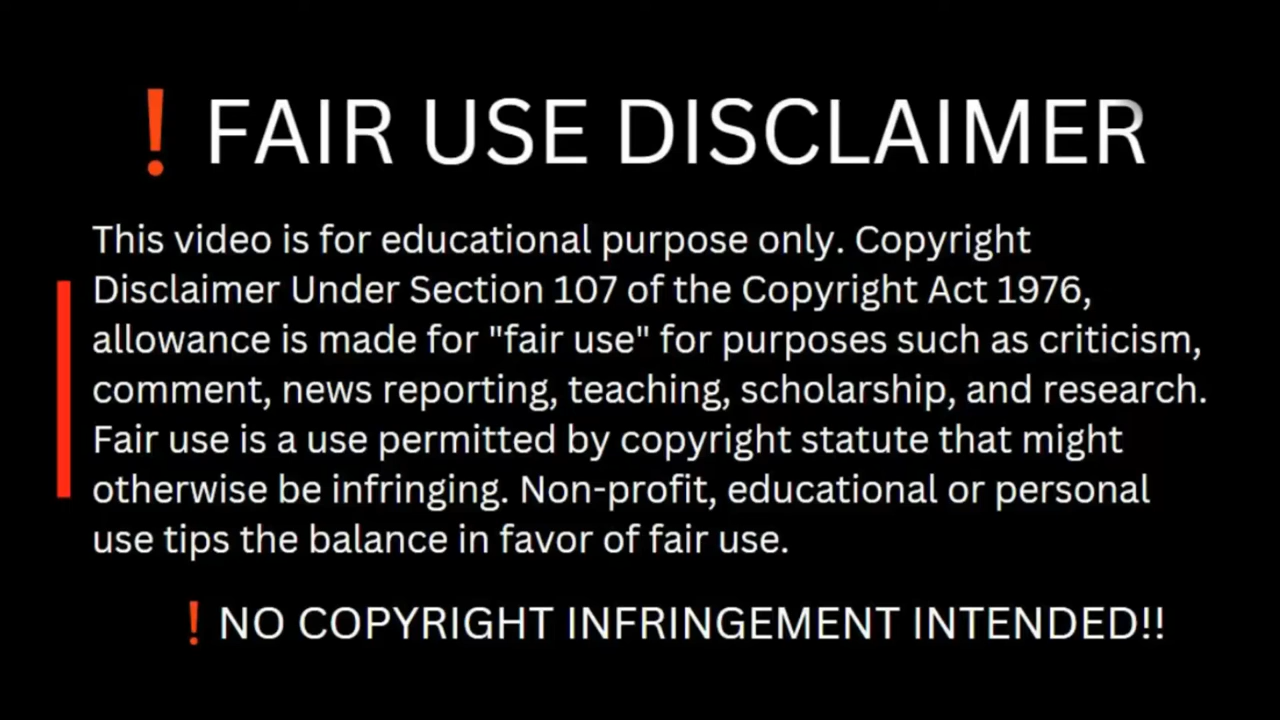 ❗FAIR USE DISCLAIMER
This video is for educational purpose only. Copyright
Disclaimer Under Section 107 of the Copyright Act 1976,
allowance is made for "fair use" for purposes such as criticism,
comment, news reporting, teaching, scholarship, and research.
Fair use is a use permitted by copyright statute that might
otherwise be infringing. Non-profit, educational or personal
use tips the balance in favor of fair use.
❗NO COPYRIGHT INFRINGEMENT INTENDED!!